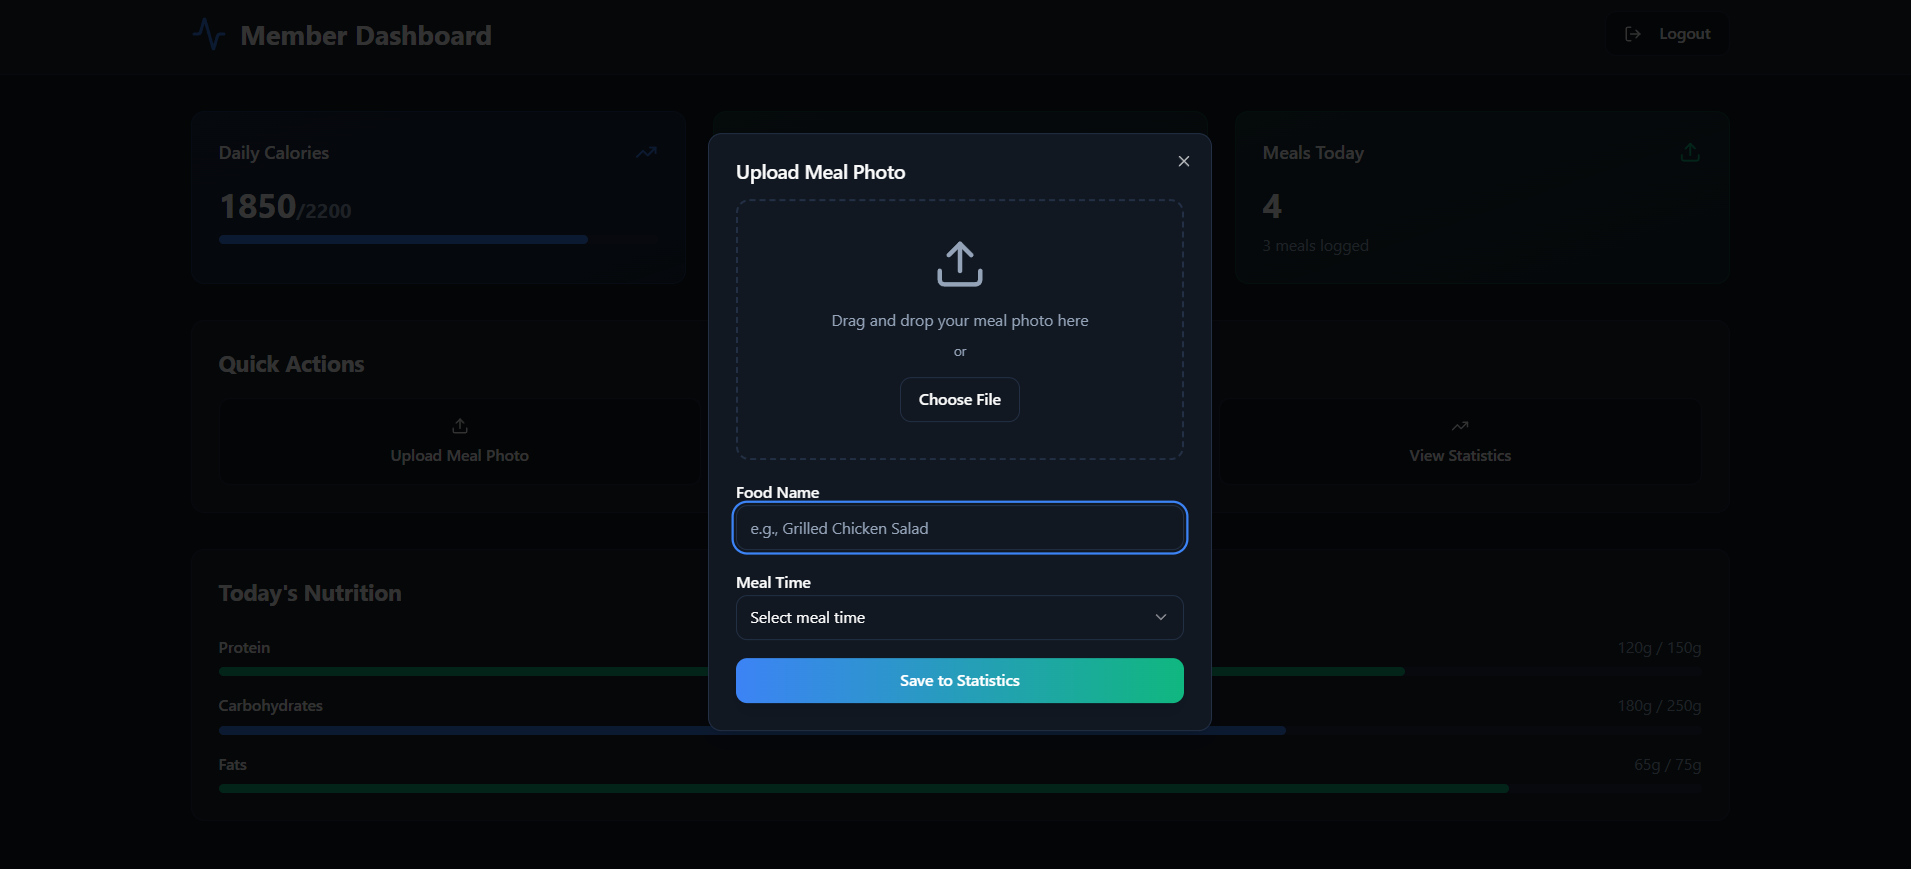 Member Dashboard
Logout
Daily Calories
1850/2200
Meals Today
4
3 meals logged
Upload Meal Photo
Drag and drop your meal photo here
or
Choose File
Food Name
e.g., Grilled Chicken Salad
Meal Time
Select meal time
Save to Statistics
Quick Actions
Upload Meal Photo
View Statistics
Today's Nutrition
Protein
120g / 150g
Carbohydrates
180g / 250g
Fats
65g / 75g